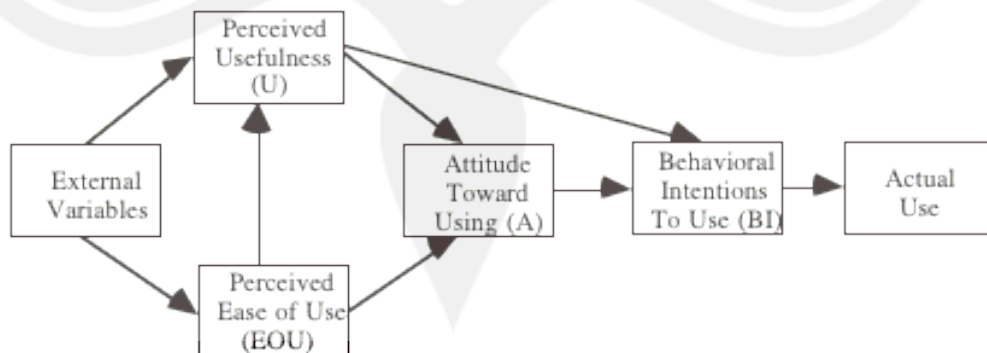 Perceived
Usefulness
(U)
External
Variables
Attitude
Toward
Using (A)
Behavioral
Intentions
To Use (BI)
Actual
Use
Perceived
Ease of Use
(EOU)